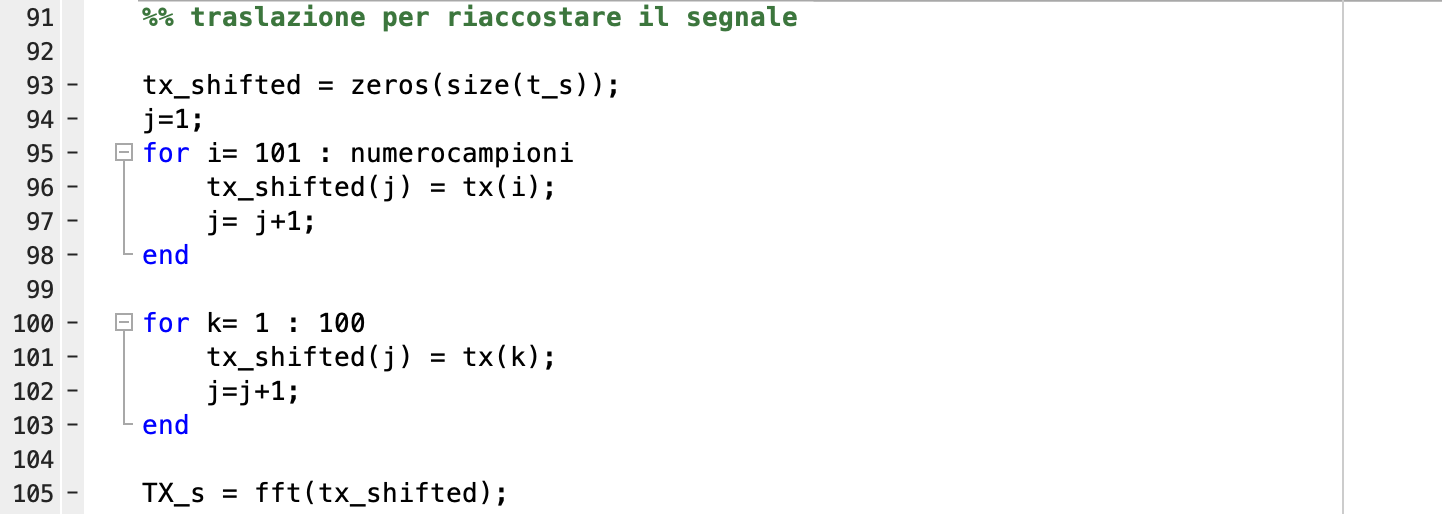 91 %% traslazione per riaccostare il segnale
92
93 - tx_shifted = zeros(size(t_s));
94 - j=1;
95 - for i= 101 : numerocampioni
96 - tx_shifted(j) = tx(i);
97 - j= j+1;
98 - end
99
100 - for k= 1 : 100
101 - tx_shifted(j) = tx(k);
102 - j=j+1;
103 - end
104
105 - TX_s = fft(tx_shifted);